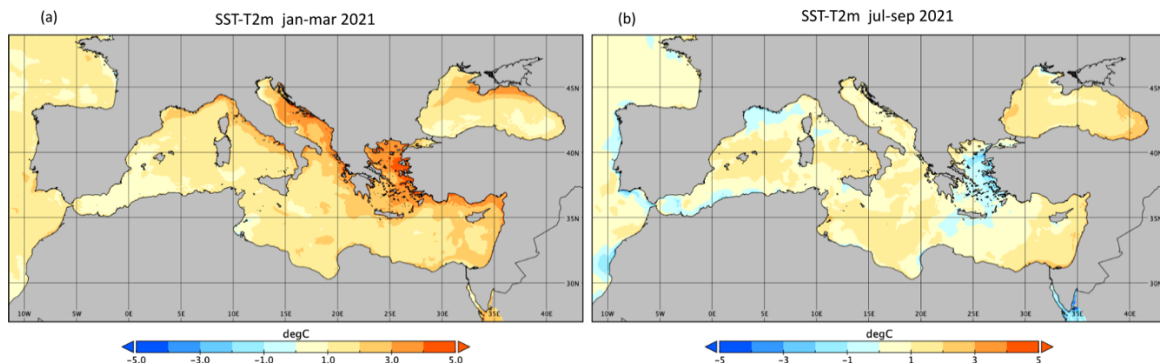 (a)
SST-T2m jan-mar 2021
45N
40N
35N
30N
10W 5W 0E 5E 10E 15E 20E 25E 30E 35E 40E
degC
−5.0 −3.0 −1.0 1.0 3.0 5.0
(b)
SST-T2m jul-sep 2021
45N
40N
35N
30N
10W 5W 0E 5E 10E 15E 20E 25E 30E 35E 40E
degC
−5 −3 −1 1 3 5